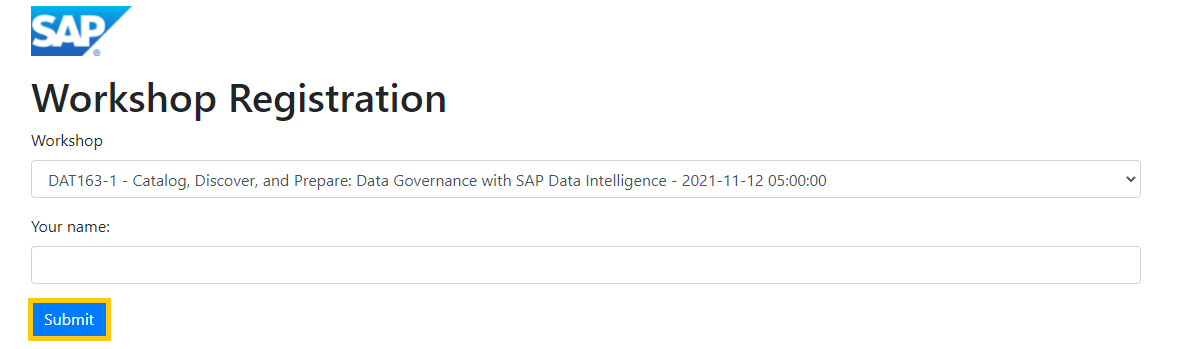 SAP
Workshop Registration
Workshop
DAT163-1 - Catalog, Discover, and Prepare: Data Governance with SAP Data Intelligence - 2021-11-12 05:00:00
Your name:
Submit